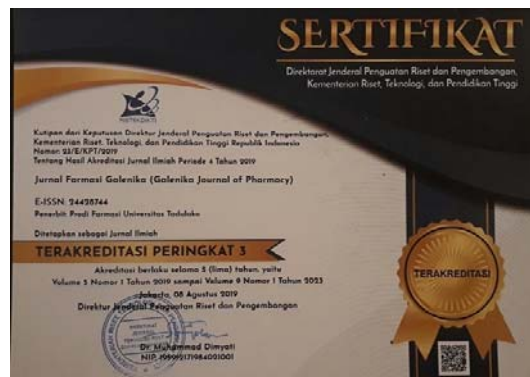 SERTIFIKAT
Direktorat Jenderal Penguatan Riset dan Pengembangan,
Kementerian Riset, Teknologi, dan Pendidikan Tinggi
RISTEKDIKTI
Kutipan dari Keputusan Direktur Jenderal Penguatan Riset dan Pengembangan,
Kementerian Riset, Teknologi, dan Pendidikan Tinggi Republik Indonesia
Nomor: 23/E/KPT/2019
Tentang Hasil Akreditasi Jurnal Ilmiah Periode 4 Tahun 2019
Jurnal Farmasi Galenika (Galenika Journal of Pharmacy)
E-ISSN: 24428744
Penerbit: Prodi Farmasi Universitas Tadulako
Ditetapkan sebagai Jurnal Ilmiah
TERAKREDITASI PERINGKAT 3
Akreditasi berlaku selama 5 (lima) tahun, yaitu
Volume 5 Nomor 1 Tahun 2019 sampai Volume 9 Nomor 1 Tahun 2023
Jakarta, 08 Agustus 2019
Direktur Jenderal Penguatan Riset dan Pengembangan
Dr. Muhammad Dimyati
NIP. 195912171984021001
TERAKREDITASI